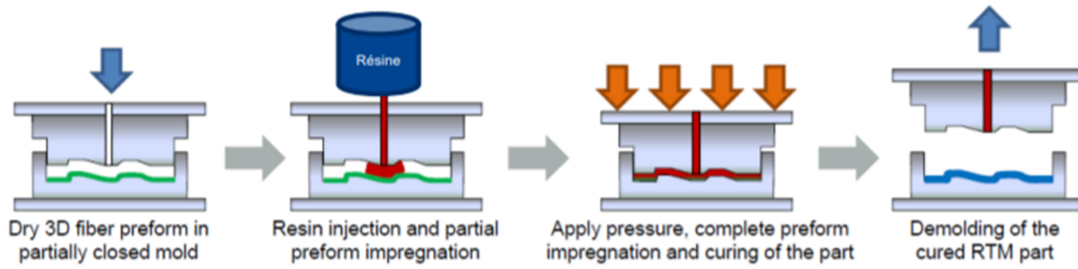 Résine
Dry 3D fiber preform in
partially closed mold
Resin injection and partial
preform impregnation
Apply pressure, complete preform
impregnation and curing of the part
Demolding of the
cured RTM part